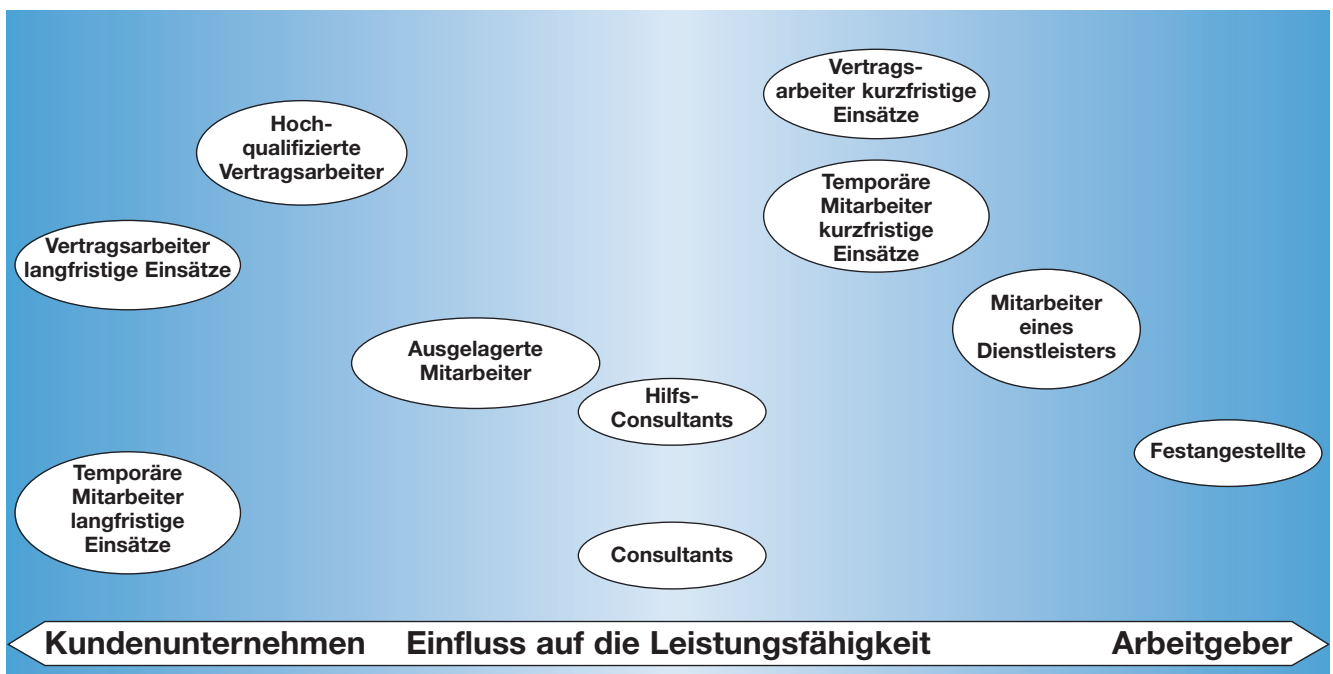 Vertrags-
arbeiter kurzfristige
Einsätze
Hoch-
qualifizierte
Vertragsarbeiter
Temporäre
Mitarbeiter
kurzfristige
Einsätze
Vertragsarbeiter
langfristige Einsätze
Mitarbeiter
eines
Dienstleisters
Ausgelagerte
Mitarbeiter
Hilfs-
Consultants
Festangestellte
Temporäre
Mitarbeiter
langfristige
Einsätze
Consultants
Kundenunternehmen Einfluss auf die Leistungsfähigkeit Arbeitgeber